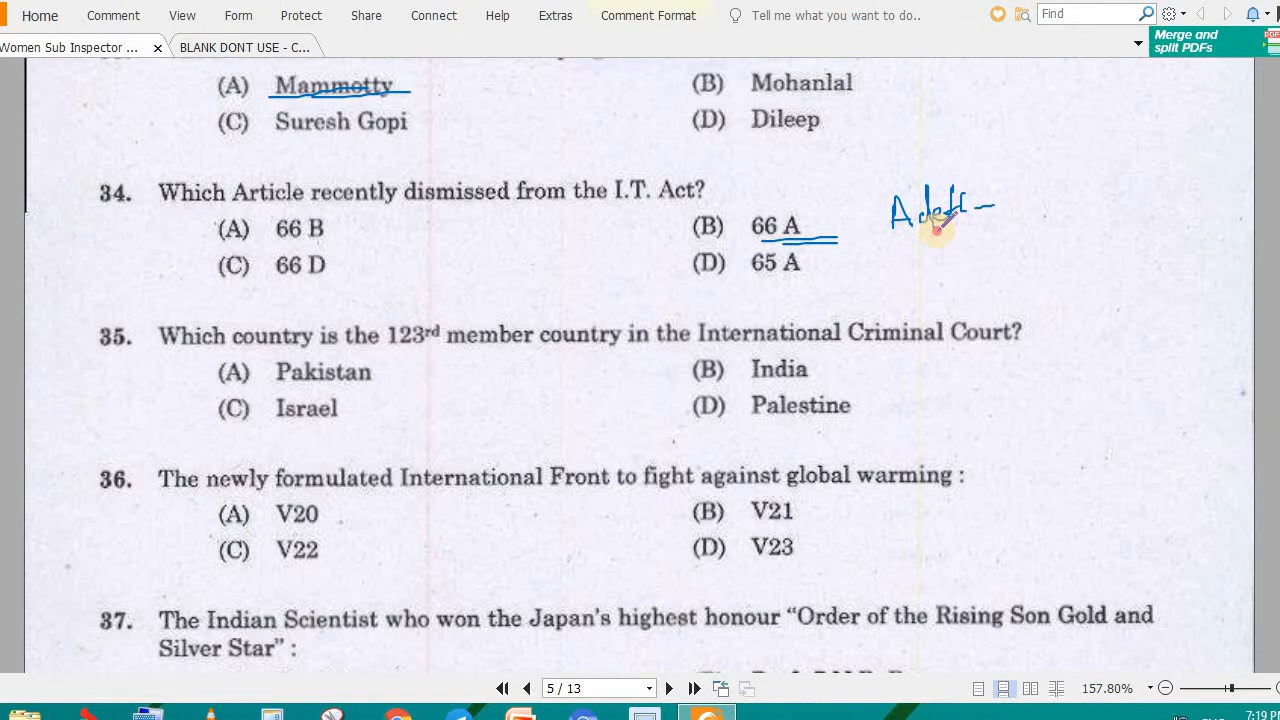 Home Comment View Form Protect Share Connect Help Extras Comment Format Tell me what you want to do.. Find
Women Sub Inspector ... × BLANK DONT USE - C... Merge and split PDFs
(A) Mammotty (B) Mohanlal
(C) Suresh Gopi (D) Dileep
34. Which Article recently dismissed from the I.T. Act?
(A) 66 B (B) 66 A
(C) 66 D (D) 65 A
35. Which country is the 123rd member country in the International Criminal Court?
(A) Pakistan (B) India
(C) Israel (D) Palestine
36. The newly formulated International Front to fight against global warming :
(A) V20 (B) V21
(C) V22 (D) V23
37. The Indian Scientist who won the Japan's highest honour “Order of the Rising Son Gold and
Silver Star” :
5 / 13 157.80%
7:19 PM